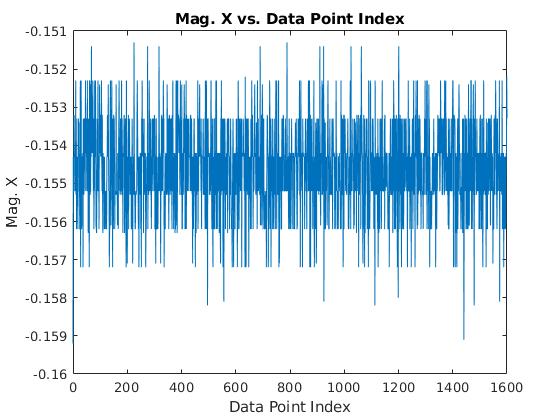 Mag. X vs. Data Point Index
-0.151
-0.152
-0.153
-0.154
-0.155
-0.156
-0.157
-0.158
-0.159
-0.16
Mag. X
0 200 400 600 800 1000 1200 1400 1600
Data Point Index